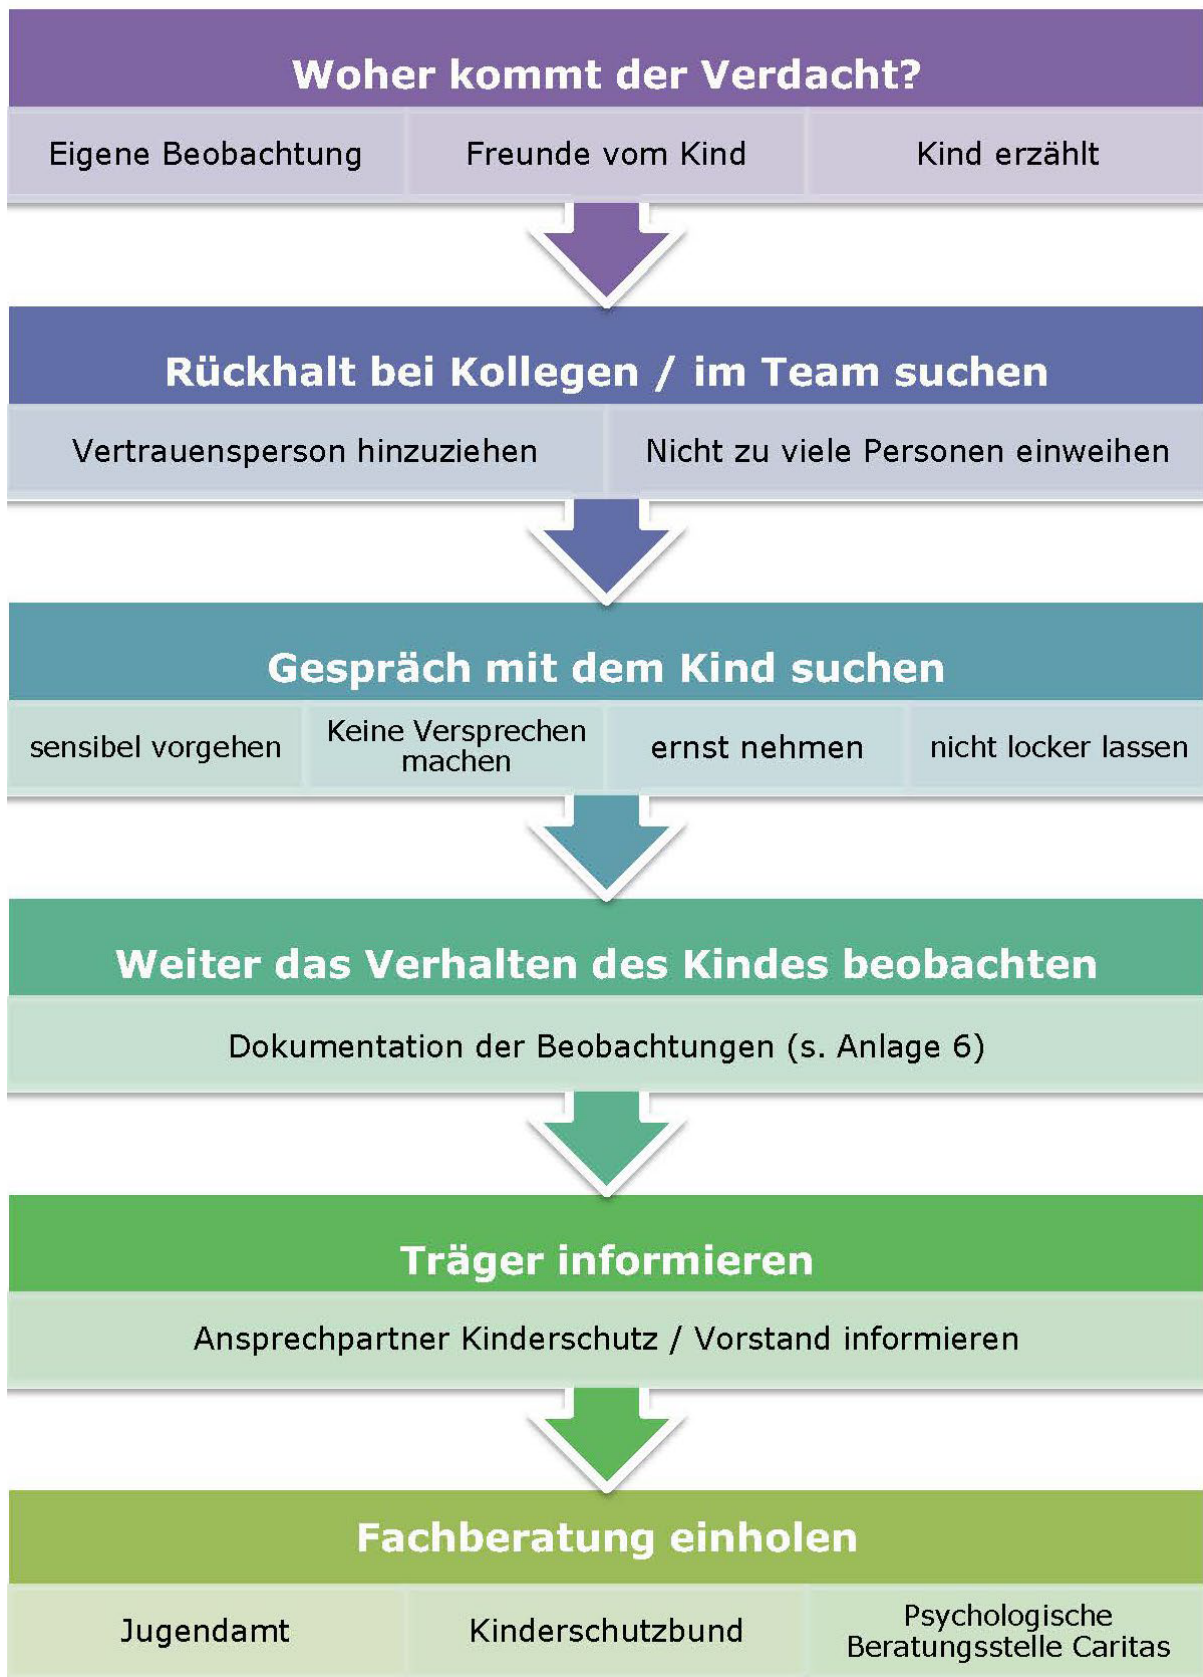 Woher kommt der Verdacht?
Eigene Beobachtung
Freunde vom Kind
Kind erzählt
Rückhalt bei Kollegen / im Team suchen
Vertrauensperson hinzuziehen
Nicht zu viele Personen einweihen
Gespräch mit dem Kind suchen
sensibel vorgehen
Keine Versprechen
machen
ernst nehmen
nicht locker lassen
Weiter das Verhalten des Kindes beobachten
Dokumentation der Beobachtungen (s. Anlage 6)
Träger informieren
Ansprechpartner Kinderschutz / Vorstand informieren
Fachberatung einholen
Jugendamt
Kinderschutzbund
Psychologische
Beratungsstelle Caritas